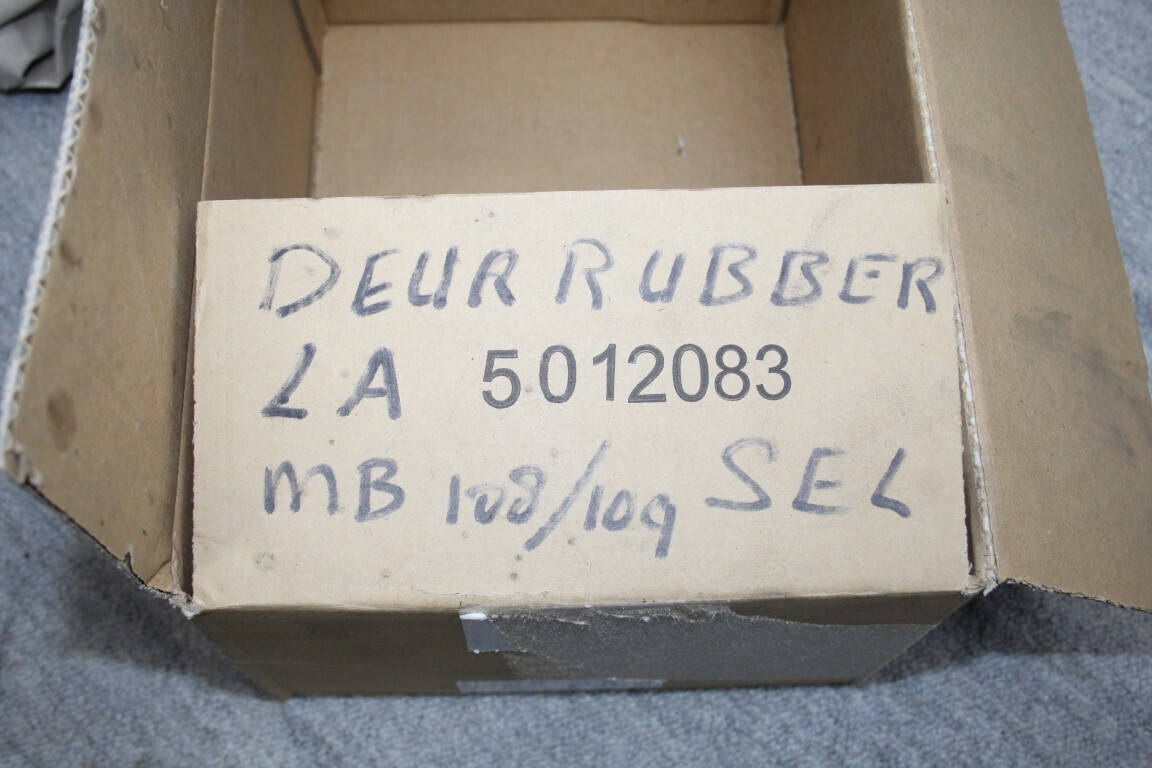 DEUR RUBBER
LA 5012083
MB 108/109 SEL